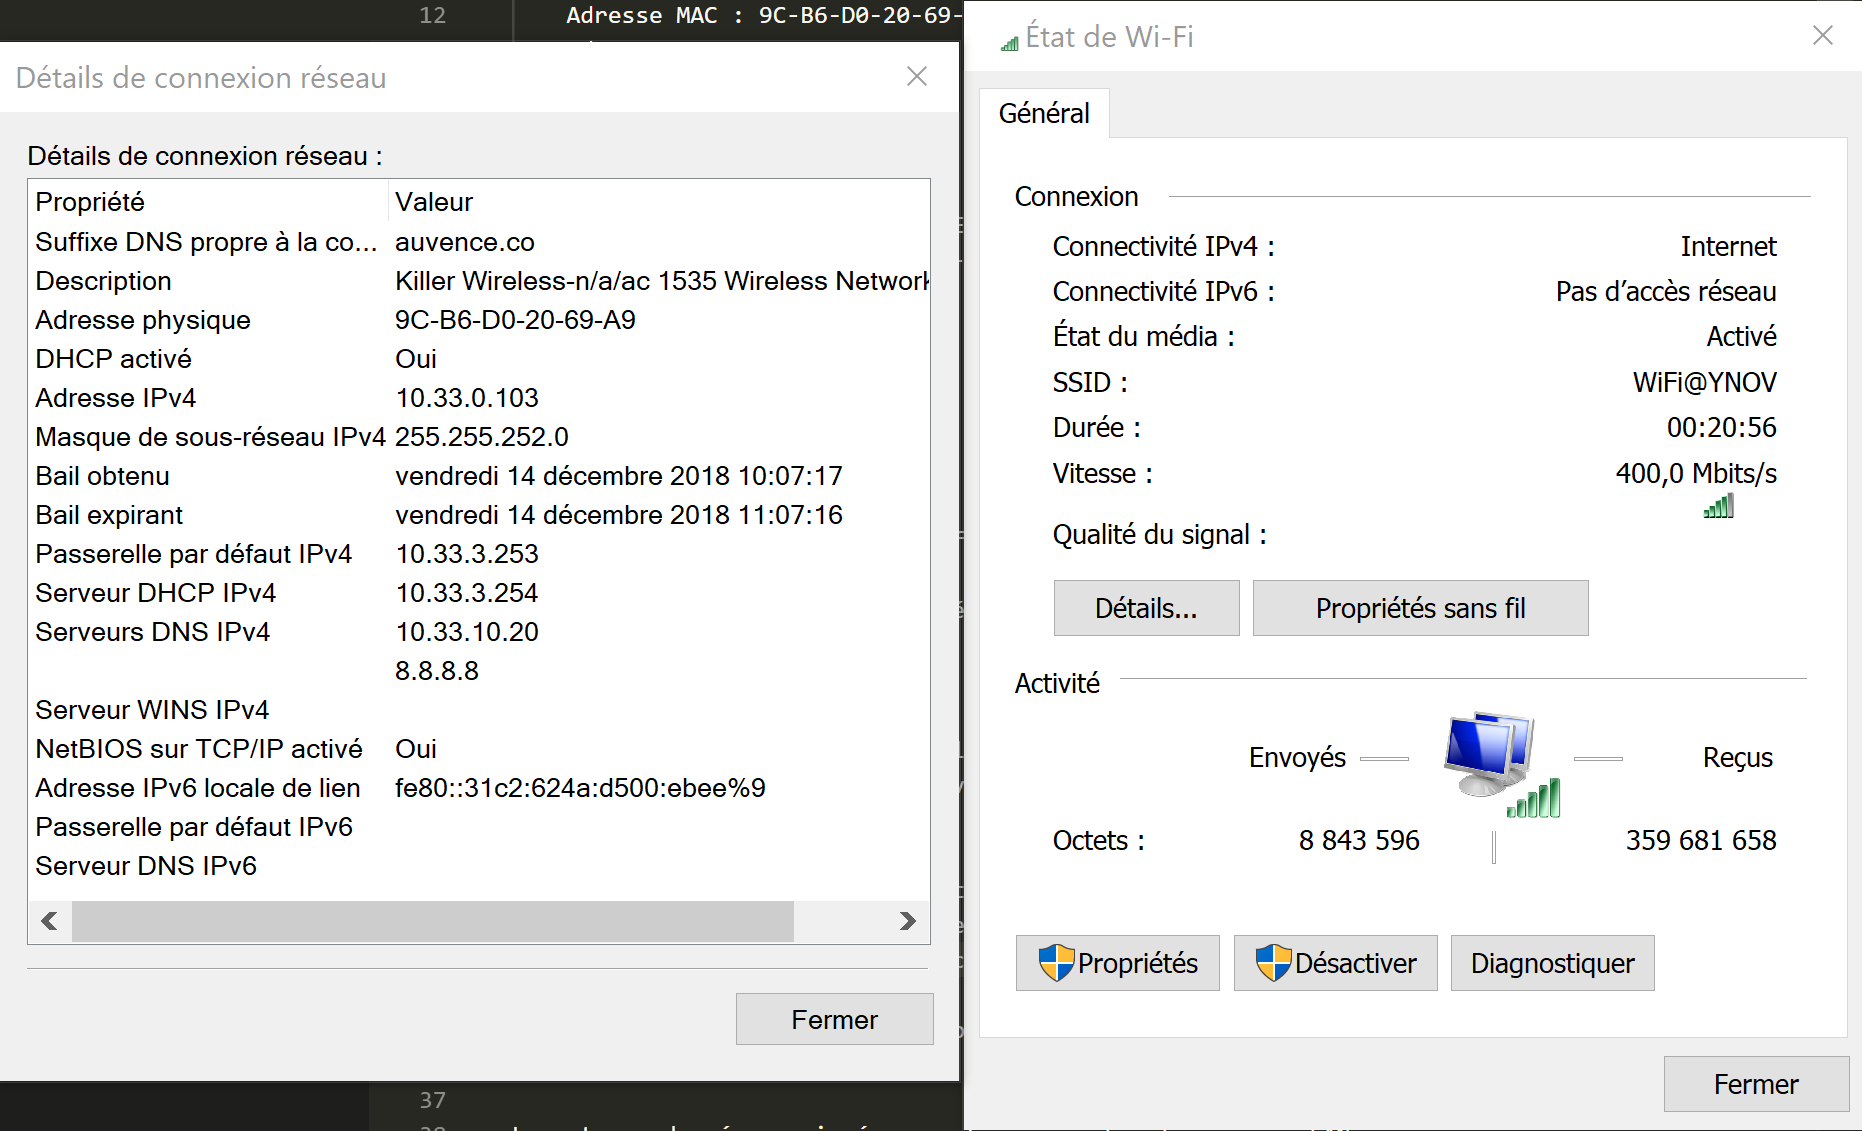 12 Adresse MAC : 9C-B6-D0-20-69-
Détails de connexion réseau
Détails de connexion réseau :
Propriété Valeur
Suffixe DNS propre à la co... auvence.co
Description Killer Wireless-n/a/ac 1535 Wireless Network
Adresse physique 9C-B6-D0-20-69-A9
DHCP activé Oui
Adresse IPv4 10.33.0.103
Masque de sous-réseau IPv4 255.255.252.0
Bail obtenu vendredi 14 décembre 2018 10:07:17
Bail expirant vendredi 14 décembre 2018 11:07:16
Passerelle par défaut IPv4 10.33.3.253
Serveur DHCP IPv4 10.33.3.254
Serveurs DNS IPv4 10.33.10.20
8.8.8.8
Serveur WINS IPv4
NetBIOS sur TCP/IP activé Oui
Adresse IPv6 locale de lien fe80::31c2:624a:d500:ebee%9
Passerelle par défaut IPv6
Serveur DNS IPv6
Fermer
37
État de Wi-Fi
Général
Connexion
Connectivité IPv4 : Internet
Connectivité IPv6 : Pas d’accès réseau
État du média : Activé
SSID : WiFi@YNOV
Durée : 00:20:56
Vitesse : 400,0 Mbits/s
Qualité du signal :
Détails... Propriétés sans fil
Activité
Envoyés Reçus
Octets : 8 843 596 359 681 658
Propriétés Désactiver Diagnostiquer
Fermer